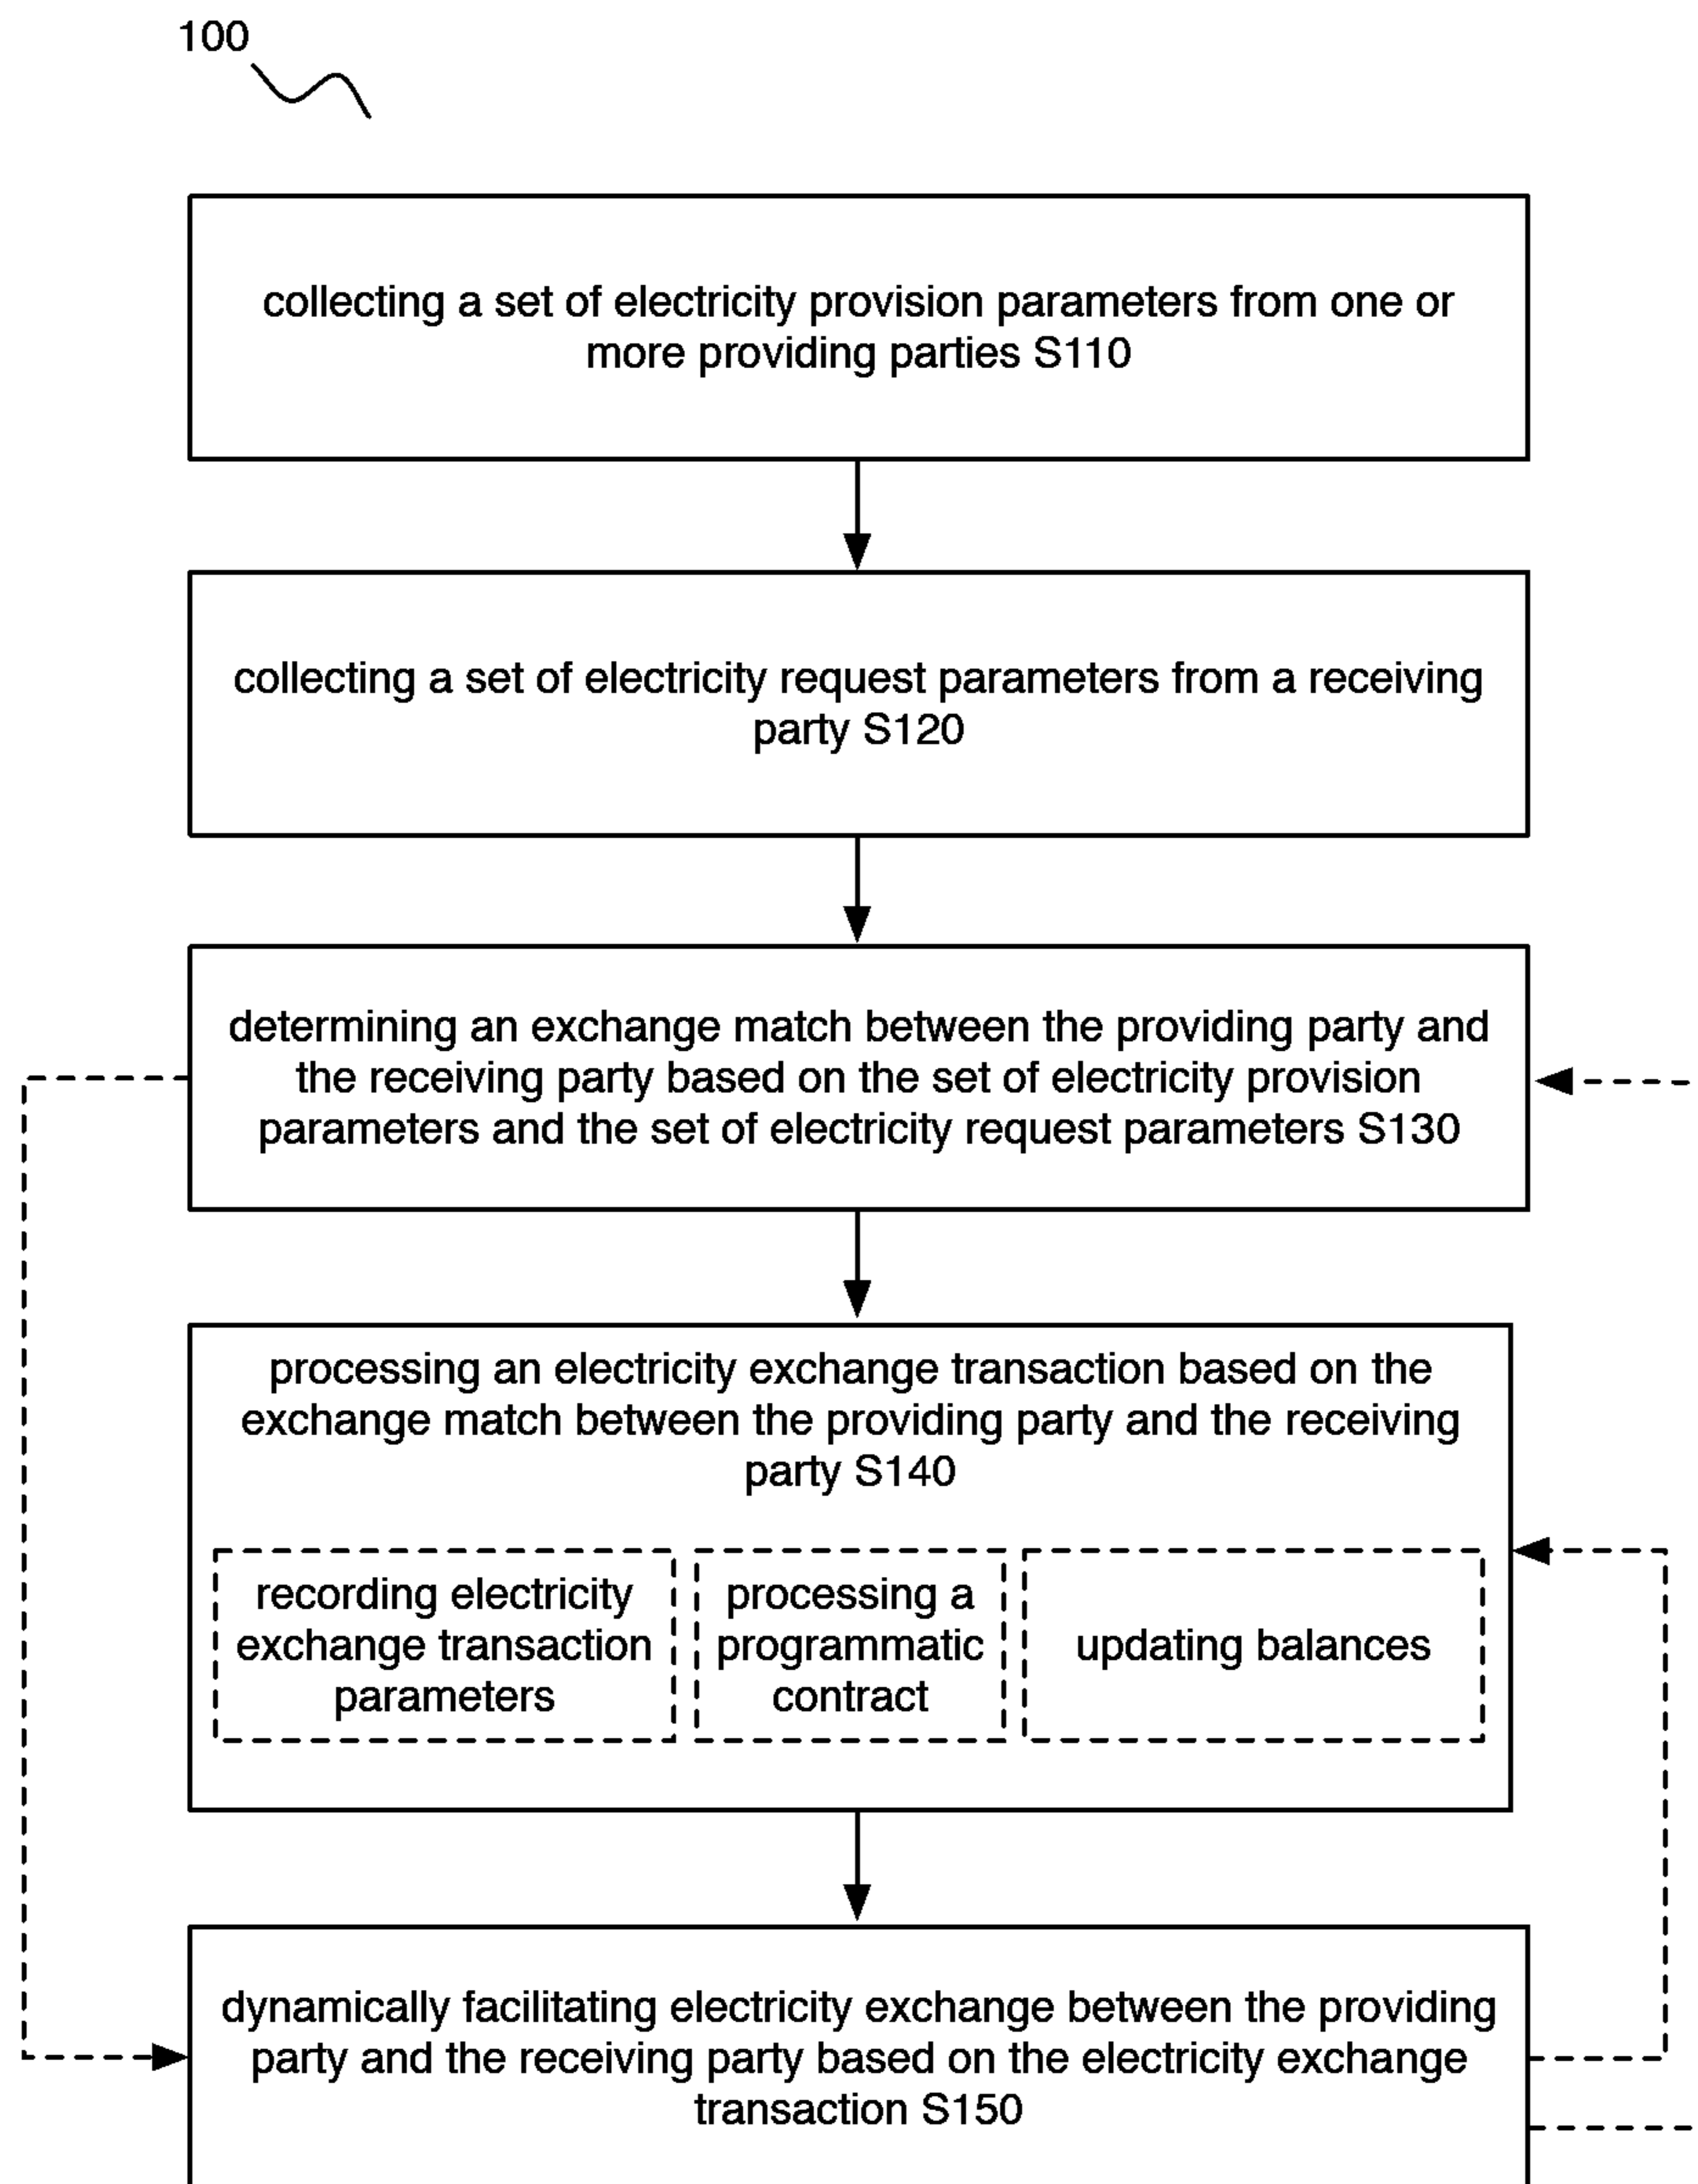 100
collecting a set of electricity provision parameters from one or
more providing parties S110
collecting a set of electricity request parameters from a receiving
party S120
determining an exchange match between the providing party and
the receiving party based on the set of electricity provision
parameters and the set of electricity request parameters S130
processing an electricity exchange transaction based on the
exchange match between the providing party and the receiving
party S140
recording electricity
exchange transaction
parameters
processing a
programmatic
contract
updating balances
dynamically facilitating electricity exchange between the providing
party and the receiving party based on the electricity exchange
transaction S150